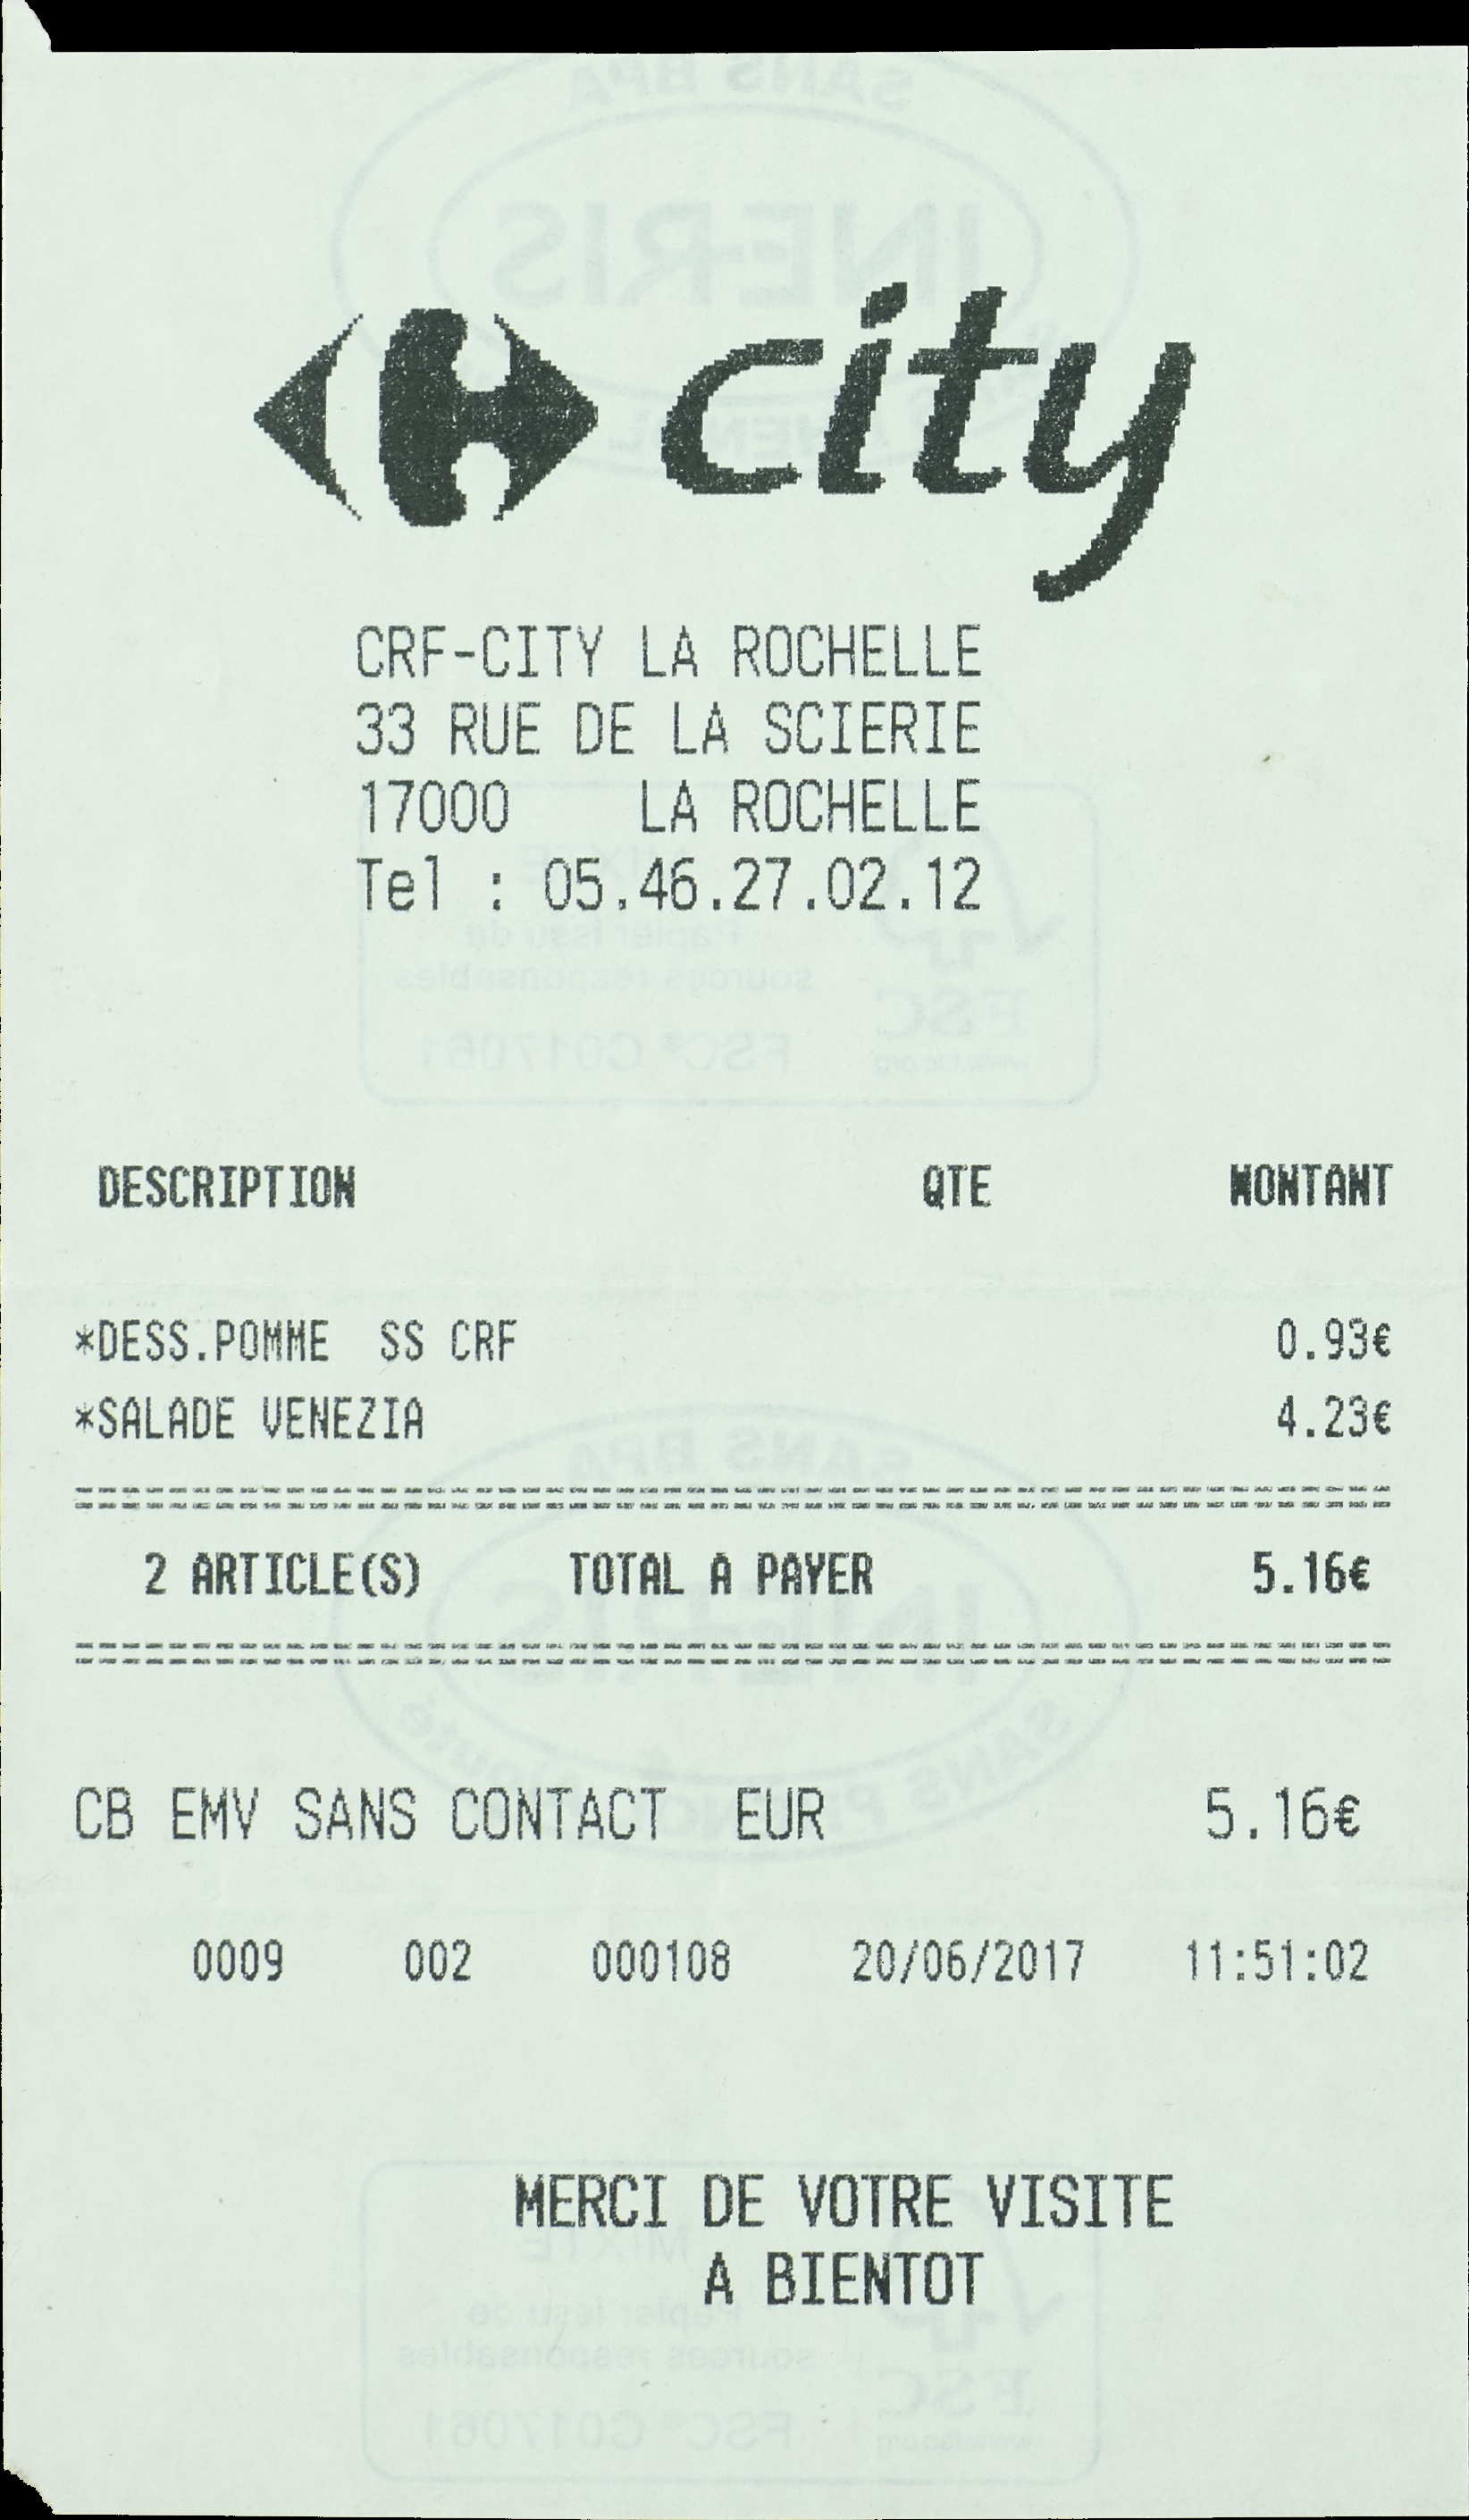 city
CRF-CITY LA ROCHELLE
33 RUE DE LA SCIERIE
17000 LA ROCHELLE
Tel : 05.46.27.02.12
DESCRIPTION QTE MONTANT
*DESS.POMME SS CRF 0.93€
*SALADE VENEZIA 4.23€
2 ARTICLE(S) TOTAL A PAYER 5.16€
CB EMV SANS CONTACT EUR 5.16€
0009 002 000108 20/06/2017 11:51:02
MERCI DE VOTRE VISITE
A BIENTOT